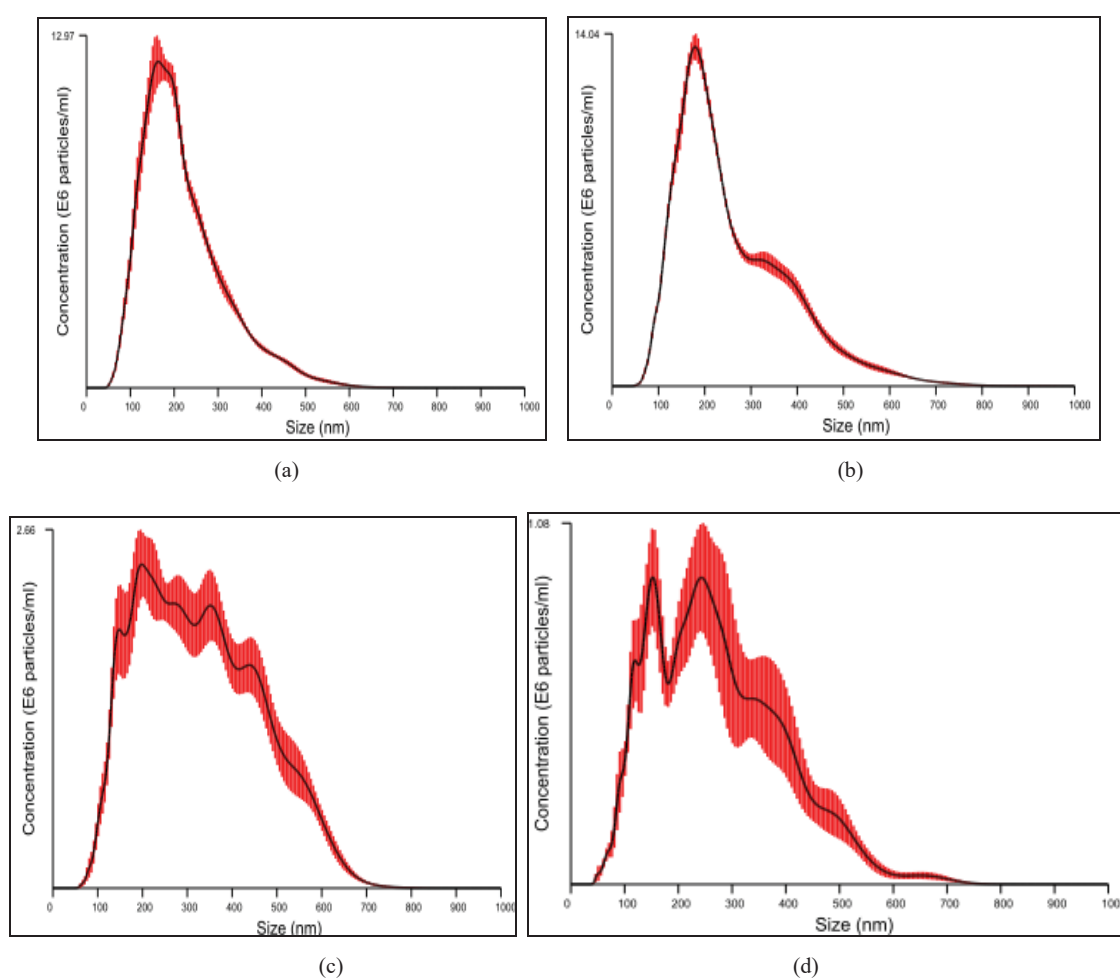 12.97
Concentration (E6 particles/ml)
0 100 200 300 400 500 600 700 800 900 1000
Size (nm)
(a)
14.04
Concentration (E6 particles/ml)
0 100 200 300 400 500 600 700 800 900 1000
Size (nm)
(b)
2.66
Concentration (E6 particles/ml)
0 100 200 300 400 500 600 700 800 900 1000
Size (nm)
(c)
1.08
Concentration (E6 particles/ml)
0 100 200 300 400 500 600 700 800 900 100
Size (nm)
(d)